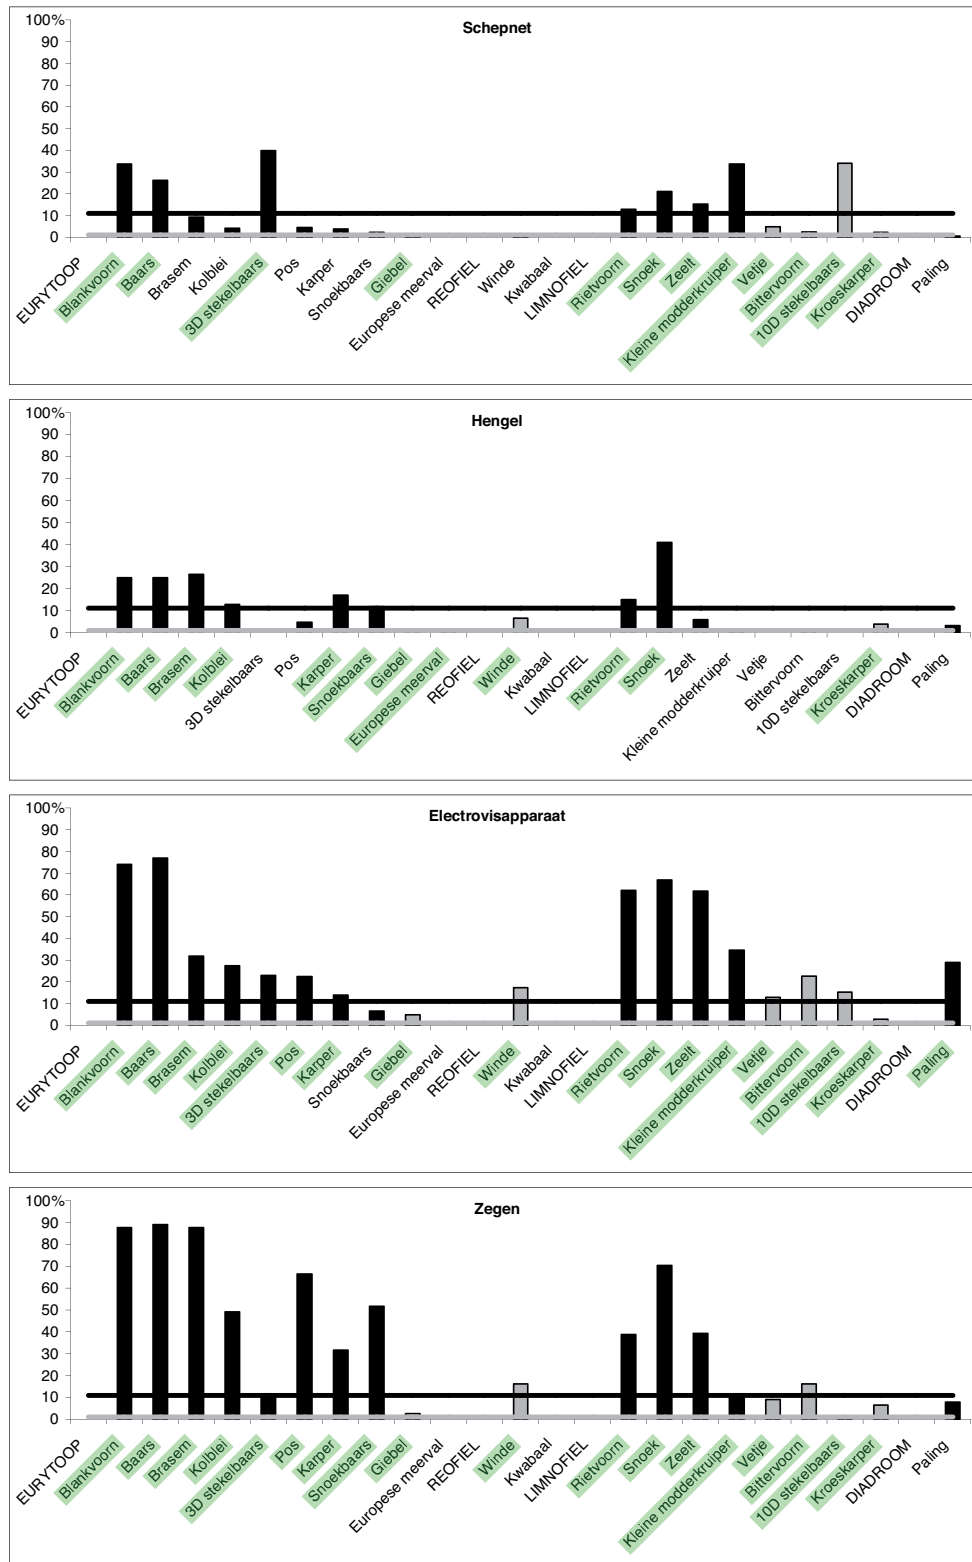 Schepnet
100%
90
80
70
60
50
40
30
20
10
0
EURYTOOP
Blankvoorn
Baars
Brasem
Kolblei
3D stekelbaars
Pos
Karper
Snoekbaars
Giebel
Europese meerval
REOFIEL
Winde
Kwabaal
LIMNOFIEL
Rietvoorn
Snoek
Zeelt
Kleine modderkruiper
Vetje
Bittervoorn
10D stekelbaars
Kroeskarper
DIADROOM
Paling
Hengel
100%
90
80
70
60
50
40
30
20
10
0
EURYTOOP
Blankvoorn
Baars
Brasem
Kolblei
3D stekelbaars
Pos
Karper
Snoekbaars
Giebel
Europese meerval
REOFIEL
Winde
Kwabaal
LIMNOFIEL
Rietvoorn
Snoek
Zeelt
Kleine modderkruiper
Vetje
Bittervoorn
10D stekelbaars
Kroeskarper
DIADROOM
Paling
Electrovisapparaat
100%
90
80
70
60
50
40
30
20
10
0
EURYTOOP
Blankvoorn
Baars
Brasem
Kolblei
3D stekelbaars
Pos
Karper
Snoekbaars
Giebel
Europese meerval
REOFIEL
Winde
Kwabaal
LIMNOFIEL
Rietvoorn
Snoek
Zeelt
Kleine modderkruiper
Vetje
Bittervoorn
10D stekelbaars
Kroeskarper
DIADROOM
Paling
Zegen
100%
90
80
70
60
50
40
30
20
10
0
EURYTOOP
Blankvoorn
Baars
Brasem
Kolblei
3D stekelbaars
Pos
Karper
Snoekbaars
Giebel
Europese meerval
REOFIEL
Winde
Kwabaal
LIMNOFIEL
Rietvoorn
Snoek
Zeelt
Kleine modderkruiper
Vetje
Bittervoorn
10D stekelbaars
Kroeskarper
DIADROOM
Paling